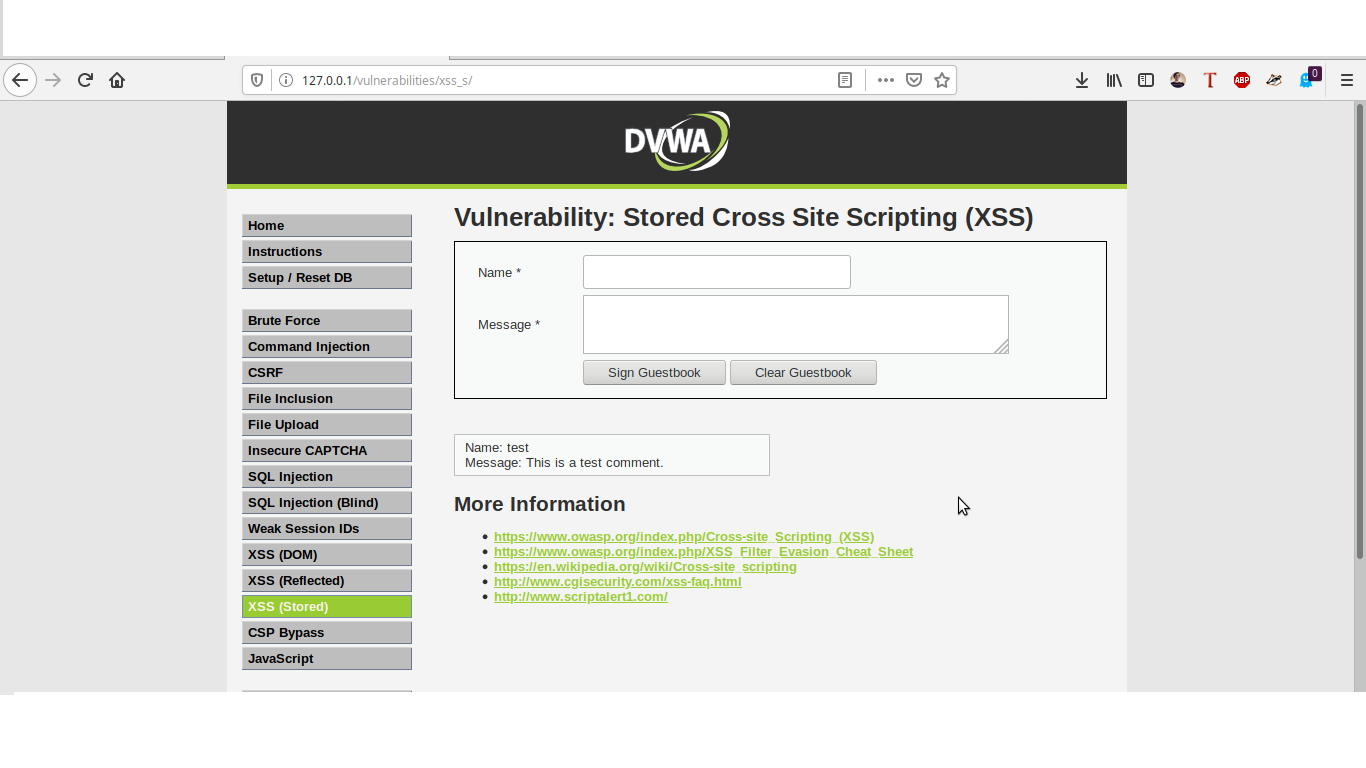 127.0.0.1/vulnerabilities/xss_s/
ABP
0
T
DVWA
Home
Instructions
Setup / Reset DB
Brute Force
Command Injection
CSRF
File Inclusion
File Upload
Insecure CAPTCHA
SQL Injection
SQL Injection (Blind)
Weak Session IDs
XSS (DOM)
XSS (Reflected)
XSS (Stored)
CSP Bypass
JavaScript
Vulnerability: Stored Cross Site Scripting (XSS)
Name *
Message *
Sign Guestbook Clear Guestbook
Name: test
Message: This is a test comment.
More Information
https://www.owasp.org/index.php/Cross-site_Scripting_(XSS)
https://www.owasp.org/index.php/XSS_Filter_Evasion_Cheat_Sheet
https://en.wikipedia.org/wiki/Cross-site_scripting
http://www.cgisecurity.com/xss-faq.html
http://www.scriptalert1.com/